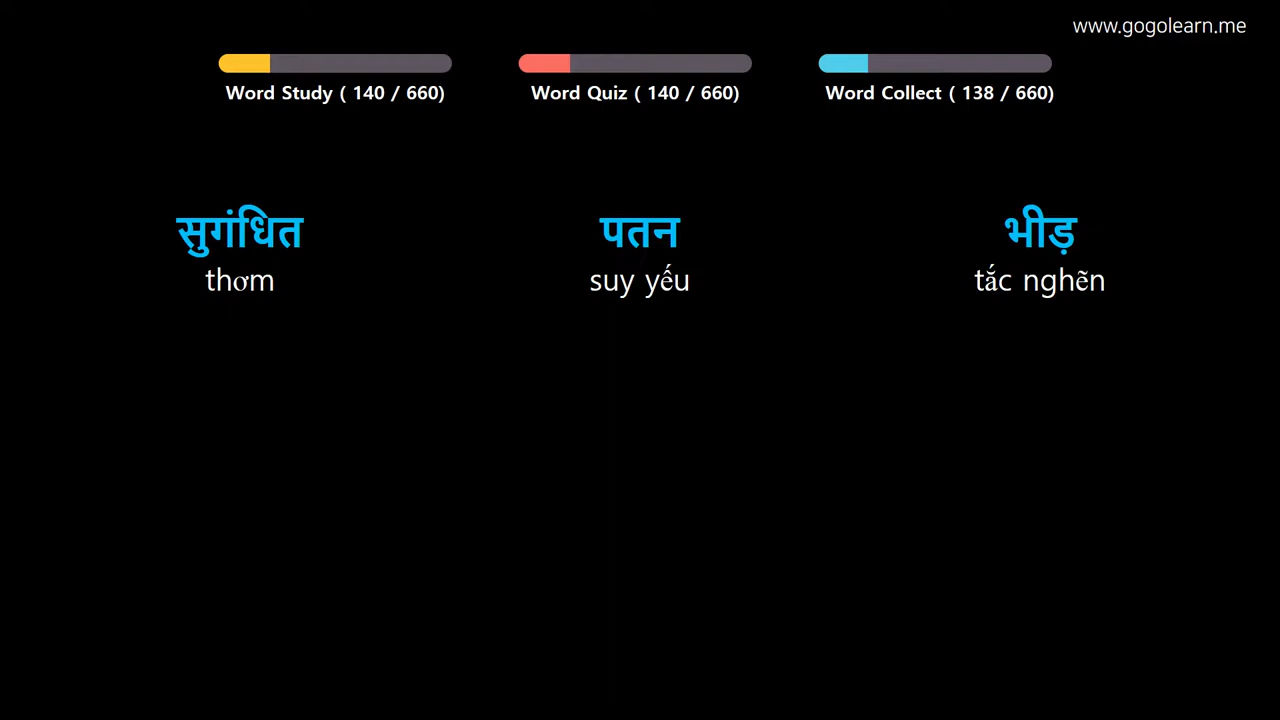 www.gogolearn.me
Word Study ( 140 / 660)
Word Quiz ( 140 / 660)
Word Collect ( 138 / 660)
सुगंधित
thơm
पतन
suy yếu
भीड़
tắc nghẽn